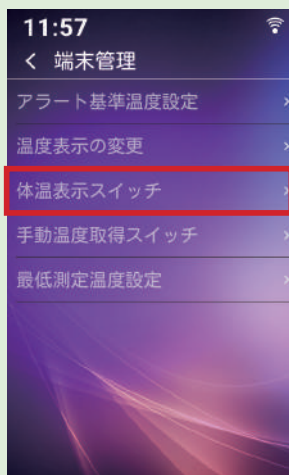 11:57
端末管理
アラート基準温度設定
温度表示の変更
体温表示スイッチ
手動温度取得スイッチ
最低測定温度設定